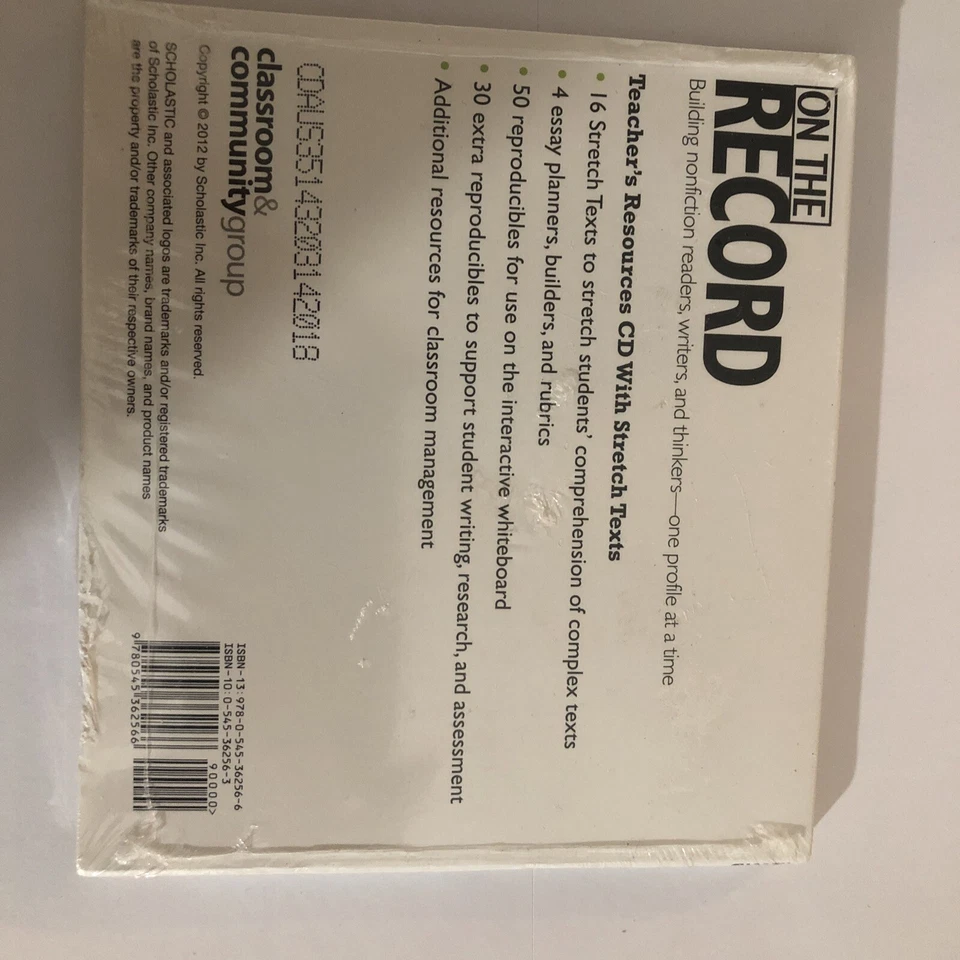 ON THE
RECORD
Building nonfiction readers, writers, and thinkers—one profile at a time
Teacher's Resources CD With Stretch Texts
• 16 Stretch Texts to stretch students' comprehension of complex texts
• 4 essay planners, builders, and rubrics
• 50 reproducibles for use on the interactive whiteboard
• 30 extra reproducibles to support student writing, research, and assessment
• Additional resources for classroom management
CDAUS35143203142018
classroom&
communitygroup
Copyright © 2012 by Scholastic Inc. All rights reserved.
SCHOLASTIC and associated logos are trademarks and/or registered trademarks
of Scholastic Inc. Other company names, brand names, and product names
are the property and/or trademarks of their respective owners.
ISBN-13: 978-0-545-36256-6
ISBN-10: 0-545-36256-3
90000>
9780545362566